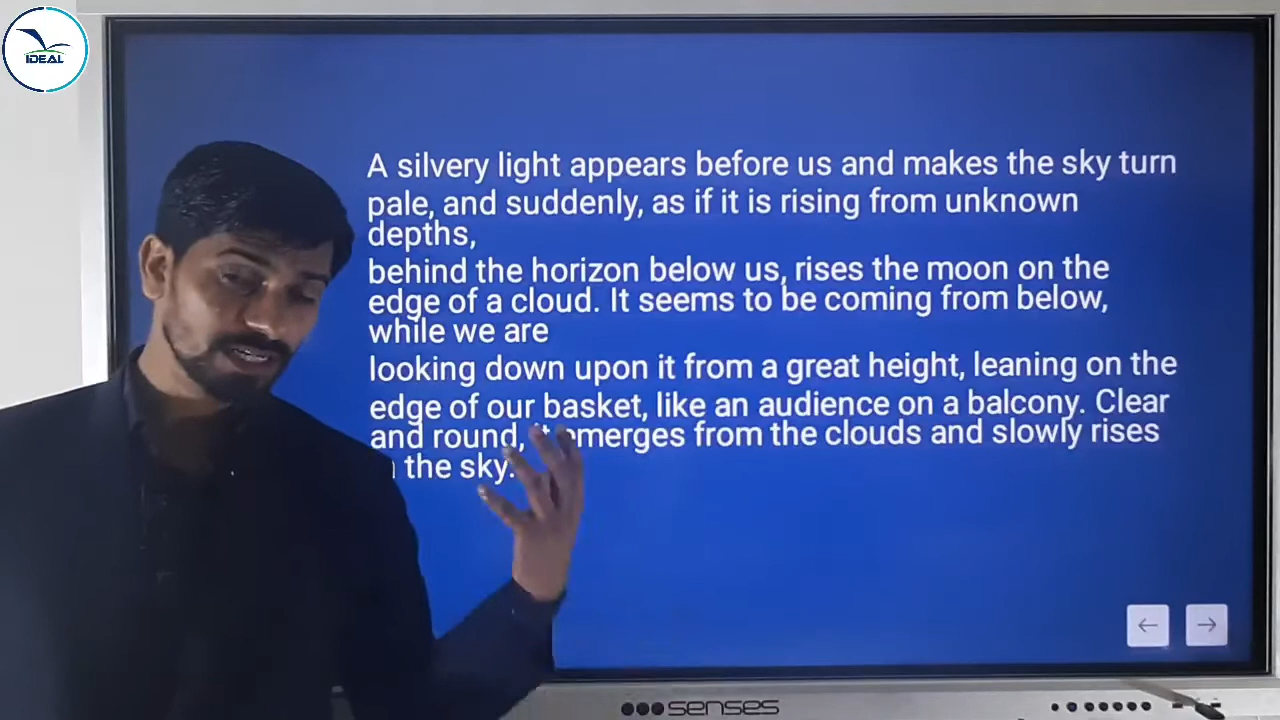 IDEAL
A silvery light appears before us and makes the sky turn
pale, and suddenly, as if it is rising from unknown
depths,
behind the horizon below us, rises the moon on the
edge of a cloud. It seems to be coming from below,
while we are
looking down upon it from a great height, leaning on the
edge of our basket, like an audience on a balcony. Clear
and round, it emerges from the clouds and slowly rises
the sky.
senses